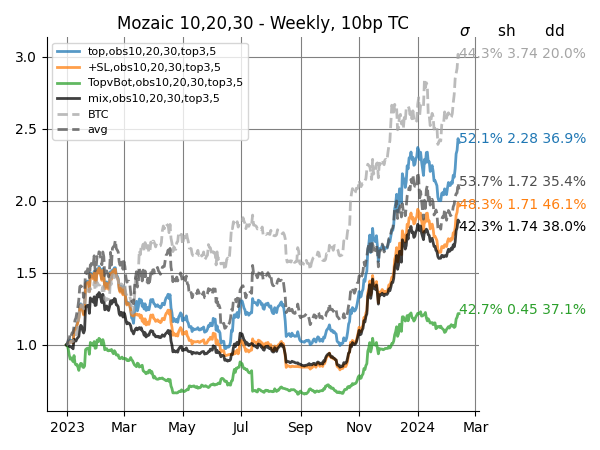 Mozaic 10,20,30 - Weekly, 10bp TC
σ sh dd
top,obs10,20,30,top3,5
+SL,obs10,20,30,top3,5
TopvBot,obs10,20,30,top3,5
mix,obs10,20,30,top3,5
BTC
avg
44.3% 3.74 20.0%
52.1% 2.28 36.9%
53.7% 1.72 35.4%
48.3% 1.71 46.1%
42.3% 1.74 38.0%
42.7% 0.45 37.1%
3.0
2.5
2.0
1.5
1.0
2023 Mar May Jul Sep Nov 2024 Mar